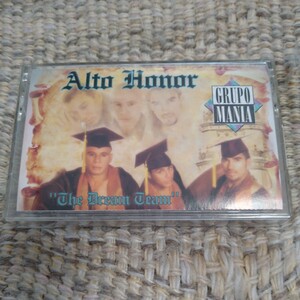 Alto Honor
GRUPO
MANIA
"The Dream Team"